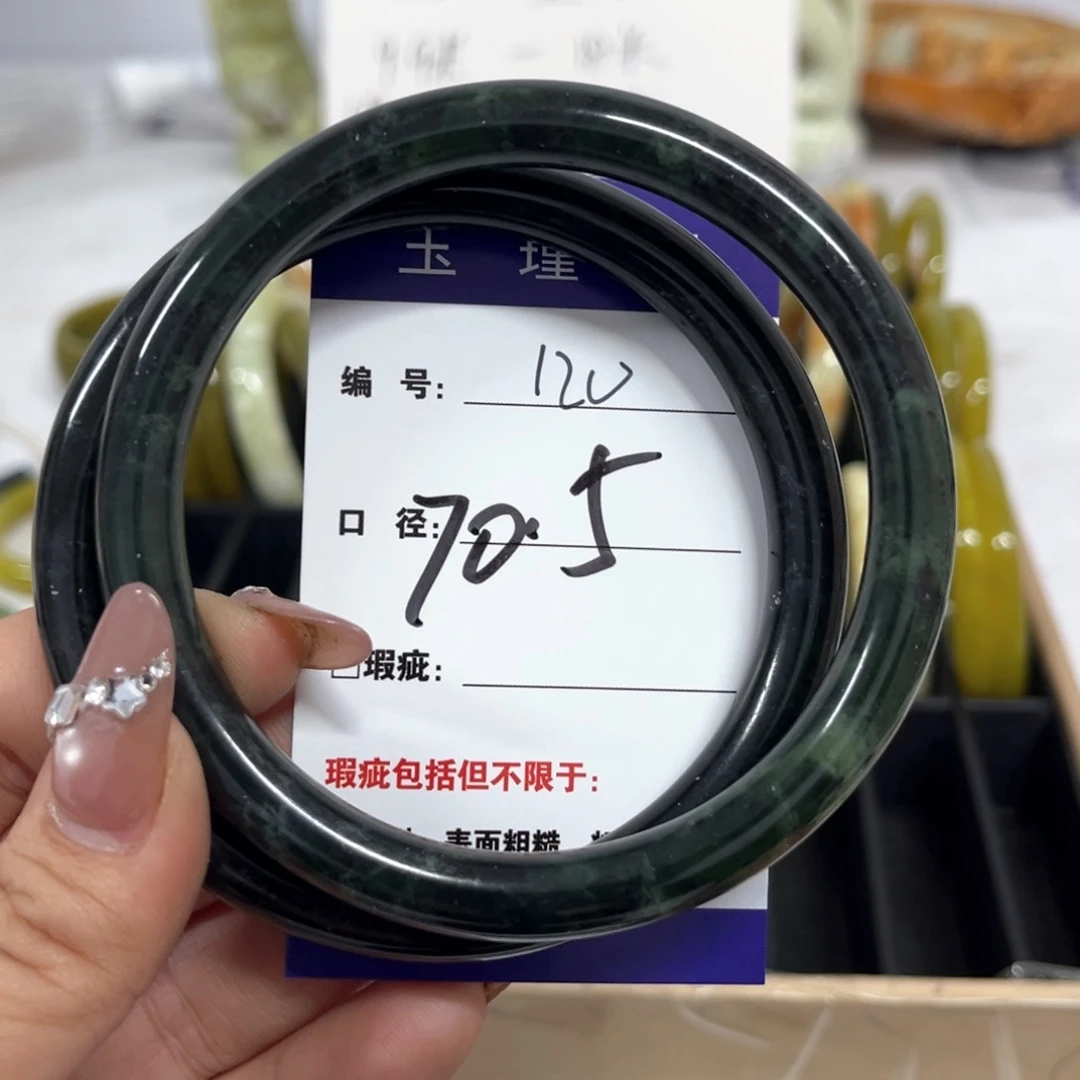 玉 瑾
编 号: 120
口 径: 70.5
□瑕疵:
瑕疵包括但不限于:
表面粗糙